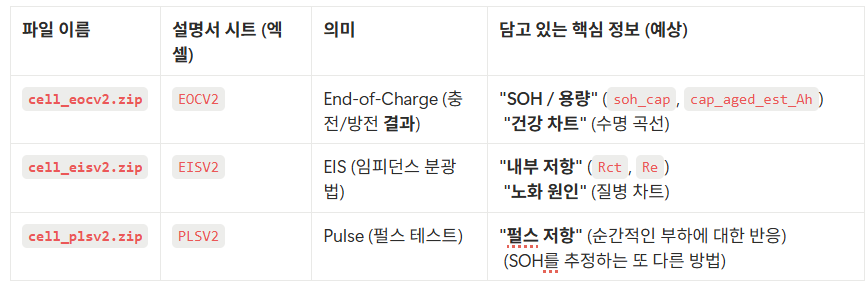 파일 이름
설명서 시트 (엑
셀)
의미
담고 있는 핵심 정보 (예상)
cell_eocv2.zip
EOCV2
End-of-Charge (충
전/방전 결과)
"SOH / 용량" (soh_cap, cap_aged_est_Ah)
"건강 차트" (수명 곡선)
cell_eisv2.zip
EISV2
EIS (임피던스 분광
법)
"내부 저항" (Rct, Re)
"노화 원인" (질병 차트)
cell_plsv2.zip
PLSV2
Pulse (펄스 테스트)
"펄스 저항" (순간적인 부하에 대한 반응)
(SOH를 추정하는 또 다른 방법)